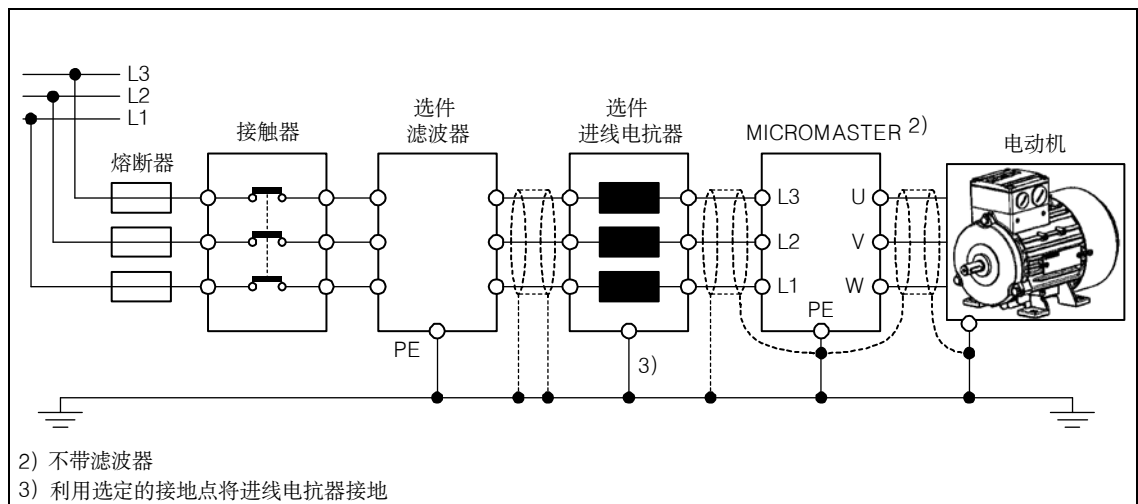 L3
L2
L1
熔断器
接触器
选件
滤波器
选件
进线电抗器
MICROMASTER 2)
电动机
L3
L2
L1
U
V
W
PE
PE
3)
2) 不带滤波器
3) 利用选定的接地点将进线电抗器接地